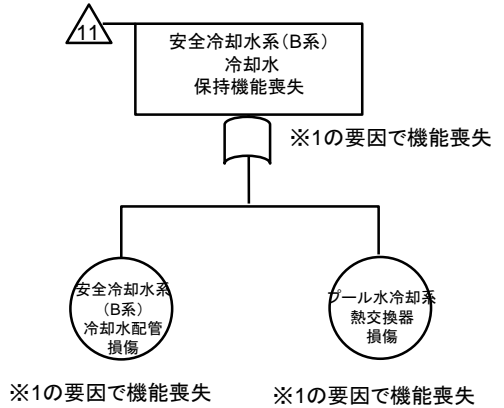 11
安全冷却水系(B系)
冷却水
保持機能喪失
※1の要因で機能喪失
安全冷却水系
(B系)
冷却水配管
損傷
プール水冷却系
熱交換器
損傷
※1の要因で機能喪失
※1の要因で機能喪失